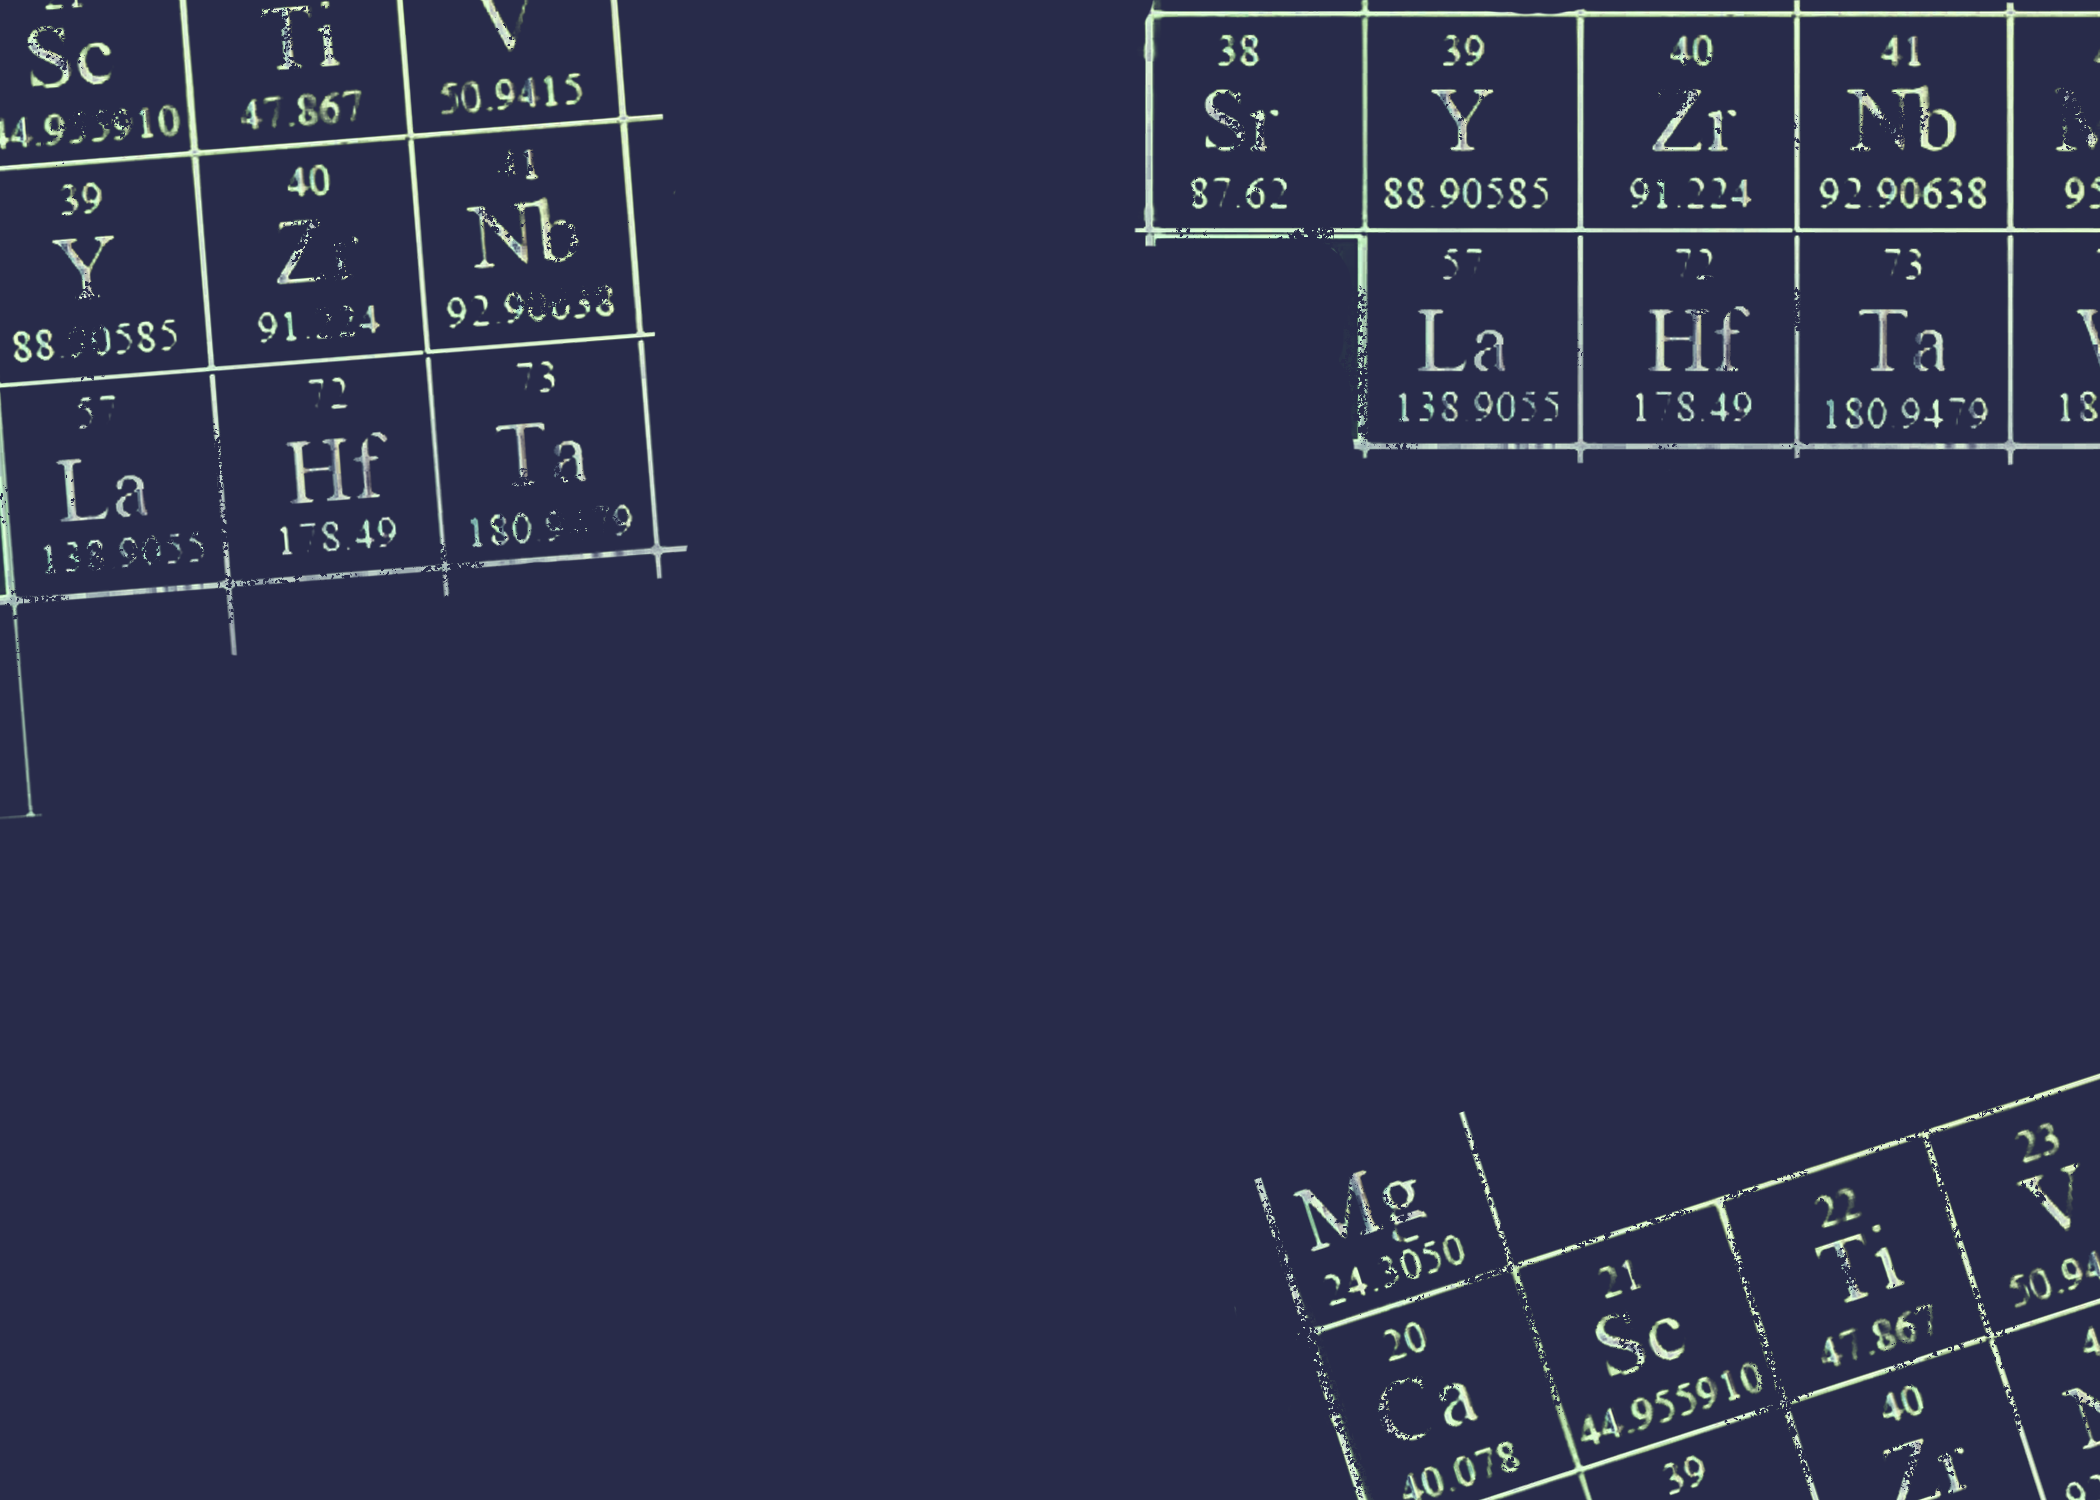 Sc Ti V
44.955910 47.867 50.9415
39 40 41
Y Zr Nb
88.90585 91.224 92.90638
57 72 73
La Hf Ta
138.9055 178.49 180.9479
38 39 40 41
Sr Y Zr Nb
87.62 88.90585 91.224 92.90638
57 72 73
La Hf Ta
138.9055 178.49 180.9479
Mg
24.3050
20 21 22 23
Ca Sc Ti V
40.078 44.955910 47.867 50.94
39 40
Zr